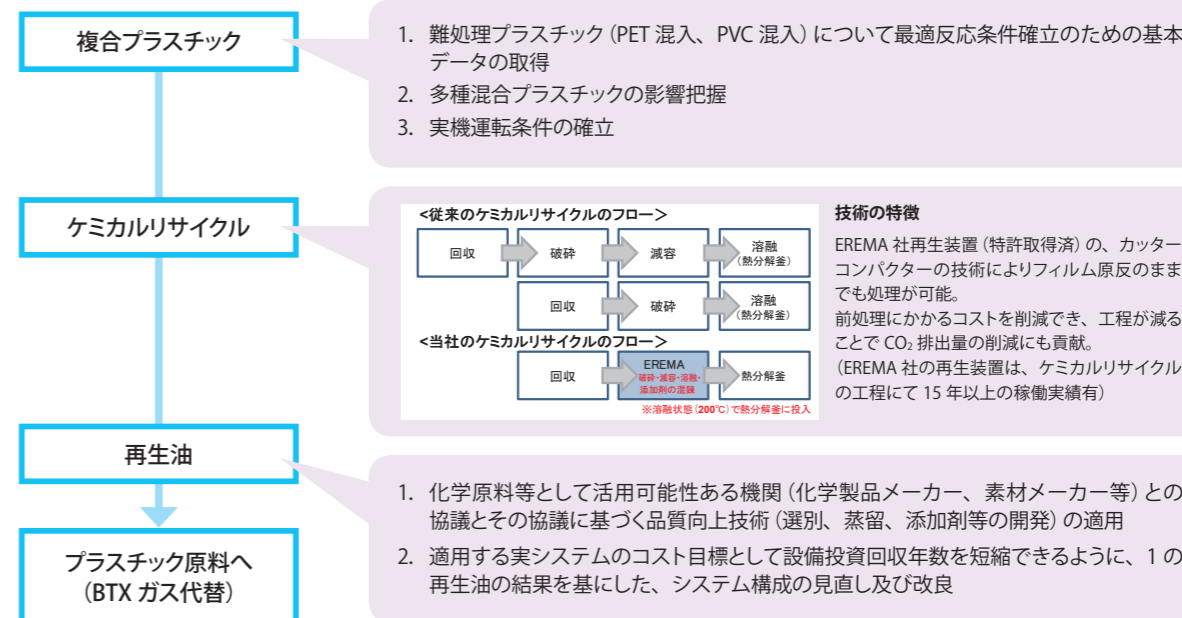 複合プラスチック
1. 難処理プラスチック（PET 混入、PVC 混入）について最適反応条件確立のための基本
データの取得
2. 多種混合プラスチックの影響把握
3. 実機運転条件の確立
ケミカルリサイクル
<従来のケミカルリサイクルのフロー>
回収 破砕 減容 溶融
（熱分解釜）
回収 破砕 溶融
（熱分解釜）
<当社のケミカルリサイクルのフロー>
回収 EREMA 熱分解釜
破砕・減容・溶融・
添加剤の混錬
※溶融状態（200℃）で熱分解釜に投入
技術の特徴
EREMA 社再生装置（特許取得済）の、カッター
コンパクターの技術によりフィルム原反のまま
でも処理が可能。
前処理にかかるコストを削減でき、工程が減る
ことで CO₂ 排出量の削減にも貢献。
（EREMA 社の再生装置は、ケミカルリサイクル
の工程にて 15 年以上の稼働実績有）
再生油
1. 化学原料等として活用可能性ある機関（化学製品メーカー、素材メーカー等）との
協議とその協議に基づく品質向上技術（選別、蒸留、添加剤等の開発）の適用
2. 適用する実システムのコスト目標として設備投資回収年数を短縮できるように、1 の
再生油の結果を基にした、システム構成の見直し及び改良
プラスチック原料へ
（BTX ガス代替）